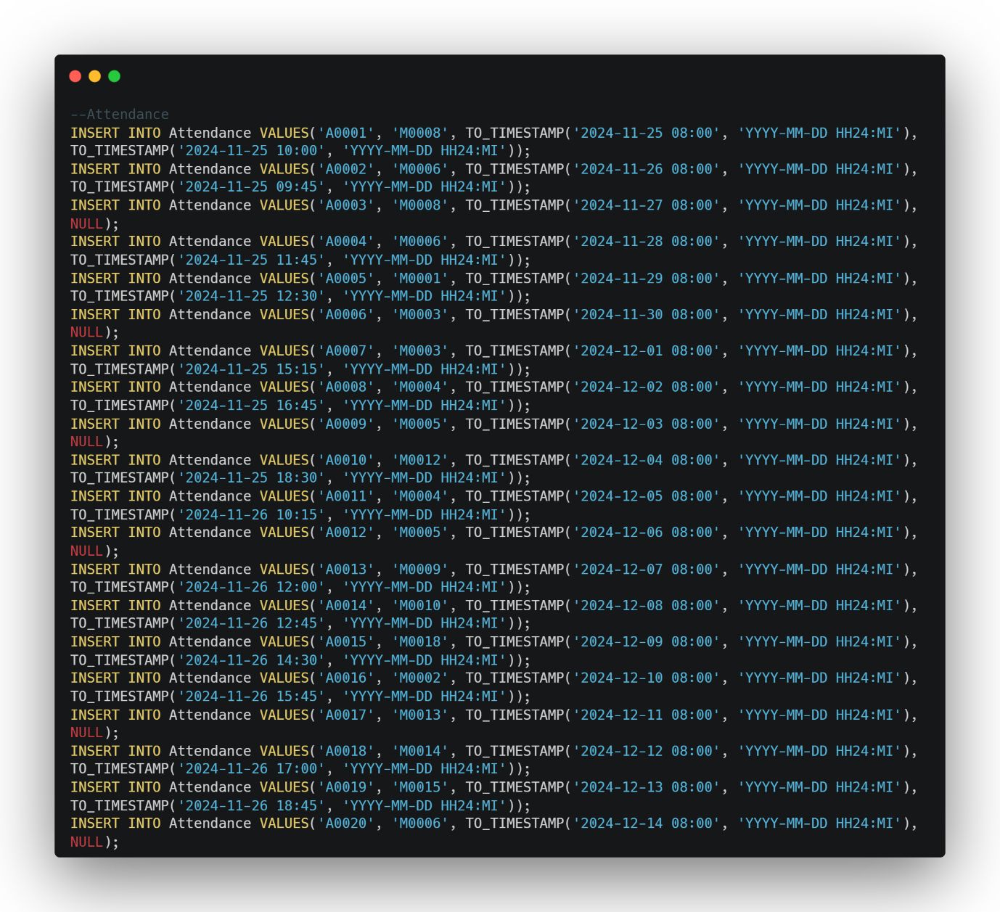 --Attendance
INSERT INTO Attendance VALUES('A0001', 'M0008', TO_TIMESTAMP('2024-11-25 08:00', 'YYYY-MM-DD HH24:MI'),
TO_TIMESTAMP('2024-11-25 10:00', 'YYYY-MM-DD HH24:MI'));
INSERT INTO Attendance VALUES('A0002', 'M0006', TO_TIMESTAMP('2024-11-26 08:00', 'YYYY-MM-DD HH24:MI'),
TO_TIMESTAMP('2024-11-25 09:45', 'YYYY-MM-DD HH24:MI'));
INSERT INTO Attendance VALUES('A0003', 'M0008', TO_TIMESTAMP('2024-11-27 08:00', 'YYYY-MM-DD HH24:MI'),
NULL);
INSERT INTO Attendance VALUES('A0004', 'M0006', TO_TIMESTAMP('2024-11-28 08:00', 'YYYY-MM-DD HH24:MI'),
TO_TIMESTAMP('2024-11-25 11:45', 'YYYY-MM-DD HH24:MI'));
INSERT INTO Attendance VALUES('A0005', 'M0001', TO_TIMESTAMP('2024-11-29 08:00', 'YYYY-MM-DD HH24:MI'),
TO_TIMESTAMP('2024-11-25 12:30', 'YYYY-MM-DD HH24:MI'));
INSERT INTO Attendance VALUES('A0006', 'M0003', TO_TIMESTAMP('2024-11-30 08:00', 'YYYY-MM-DD HH24:MI'),
NULL);
INSERT INTO Attendance VALUES('A0007', 'M0003', TO_TIMESTAMP('2024-12-01 08:00', 'YYYY-MM-DD HH24:MI'),
TO_TIMESTAMP('2024-11-25 15:15', 'YYYY-MM-DD HH24:MI'));
INSERT INTO Attendance VALUES('A0008', 'M0004', TO_TIMESTAMP('2024-12-02 08:00', 'YYYY-MM-DD HH24:MI'),
TO_TIMESTAMP('2024-11-25 16:45', 'YYYY-MM-DD HH24:MI'));
INSERT INTO Attendance VALUES('A0009', 'M0005', TO_TIMESTAMP('2024-12-03 08:00', 'YYYY-MM-DD HH24:MI'),
NULL);
INSERT INTO Attendance VALUES('A0010', 'M0012', TO_TIMESTAMP('2024-12-04 08:00', 'YYYY-MM-DD HH24:MI'),
TO_TIMESTAMP('2024-11-25 18:30', 'YYYY-MM-DD HH24:MI'));
INSERT INTO Attendance VALUES('A0011', 'M0004', TO_TIMESTAMP('2024-12-05 08:00', 'YYYY-MM-DD HH24:MI'),
TO_TIMESTAMP('2024-11-26 10:15', 'YYYY-MM-DD HH24:MI'));
INSERT INTO Attendance VALUES('A0012', 'M0005', TO_TIMESTAMP('2024-12-06 08:00', 'YYYY-MM-DD HH24:MI'),
NULL);
INSERT INTO Attendance VALUES('A0013', 'M0009', TO_TIMESTAMP('2024-12-07 08:00', 'YYYY-MM-DD HH24:MI'),
TO_TIMESTAMP('2024-11-26 12:00', 'YYYY-MM-DD HH24:MI'));
INSERT INTO Attendance VALUES('A0014', 'M0010', TO_TIMESTAMP('2024-12-08 08:00', 'YYYY-MM-DD HH24:MI'),
TO_TIMESTAMP('2024-11-26 12:45', 'YYYY-MM-DD HH24:MI'));
INSERT INTO Attendance VALUES('A0015', 'M0018', TO_TIMESTAMP('2024-12-09 08:00', 'YYYY-MM-DD HH24:MI'),
TO_TIMESTAMP('2024-11-26 14:30', 'YYYY-MM-DD HH24:MI'));
INSERT INTO Attendance VALUES('A0016', 'M0002', TO_TIMESTAMP('2024-12-10 08:00', 'YYYY-MM-DD HH24:MI'),
TO_TIMESTAMP('2024-11-26 15:45', 'YYYY-MM-DD HH24:MI'));
INSERT INTO Attendance VALUES('A0017', 'M0013', TO_TIMESTAMP('2024-12-11 08:00', 'YYYY-MM-DD HH24:MI'),
NULL);
INSERT INTO Attendance VALUES('A0018', 'M0014', TO_TIMESTAMP('2024-12-12 08:00', 'YYYY-MM-DD HH24:MI'),
TO_TIMESTAMP('2024-11-26 17:00', 'YYYY-MM-DD HH24:MI'));
INSERT INTO Attendance VALUES('A0019', 'M0015', TO_TIMESTAMP('2024-12-13 08:00', 'YYYY-MM-DD HH24:MI'),
TO_TIMESTAMP('2024-11-26 18:45', 'YYYY-MM-DD HH24:MI'));
INSERT INTO Attendance VALUES('A0020', 'M0006', TO_TIMESTAMP('2024-12-14 08:00', 'YYYY-MM-DD HH24:MI'),
NULL);